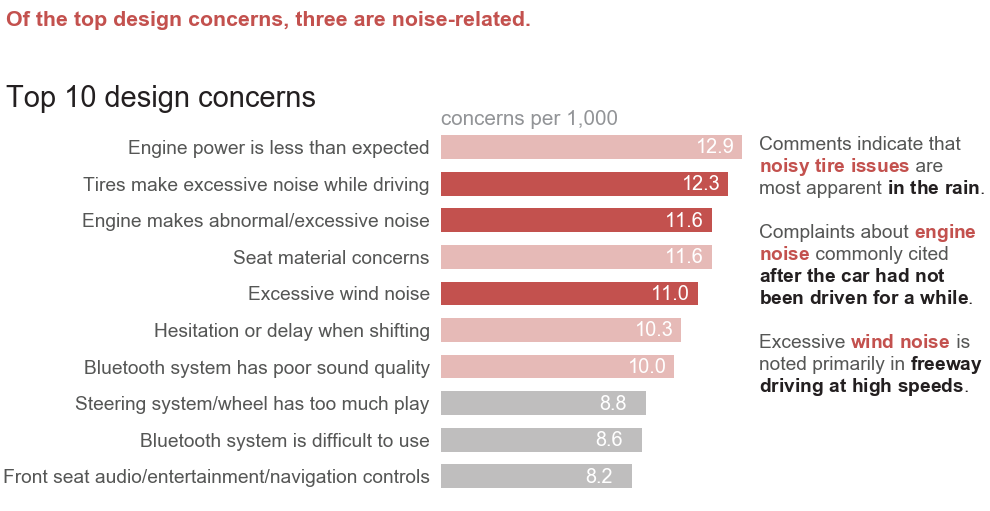 Of the top design concerns, three are noise-related.
Top 10 design concerns
concerns per 1,000
Engine power is less than expected 12.9
Tires make excessive noise while driving 12.3
Engine makes abnormal/excessive noise 11.6
Seat material concerns 11.6
Excessive wind noise 11.0
Hesitation or delay when shifting 10.3
Bluetooth system has poor sound quality 10.0
Steering system/wheel has too much play 8.8
Bluetooth system is difficult to use 8.6
Front seat audio/entertainment/navigation controls 8.2
Comments indicate that
noisy tire issues are
most apparent in the rain.
Complaints about engine
noise commonly cited
after the car had not
been driven for a while.
Excessive wind noise is
noted primarily in freeway
driving at high speeds.